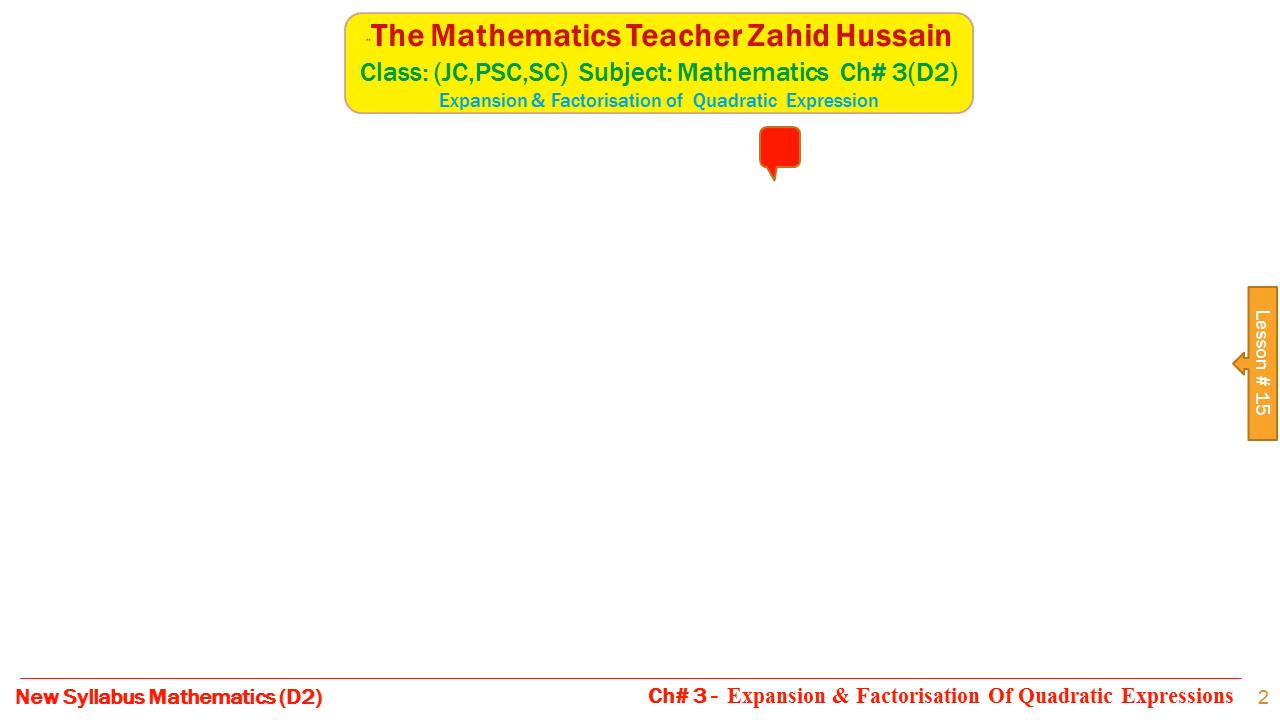 The Mathematics Teacher Zahid Hussain
Class: (JC,PSC,SC) Subject: Mathematics Ch# 3(D2)
Expansion & Factorisation of Quadratic Expression
Lesson # 15
New Syllabus Mathematics (D2)
Ch# 3 - Expansion & Factorisation Of Quadratic Expressions
2